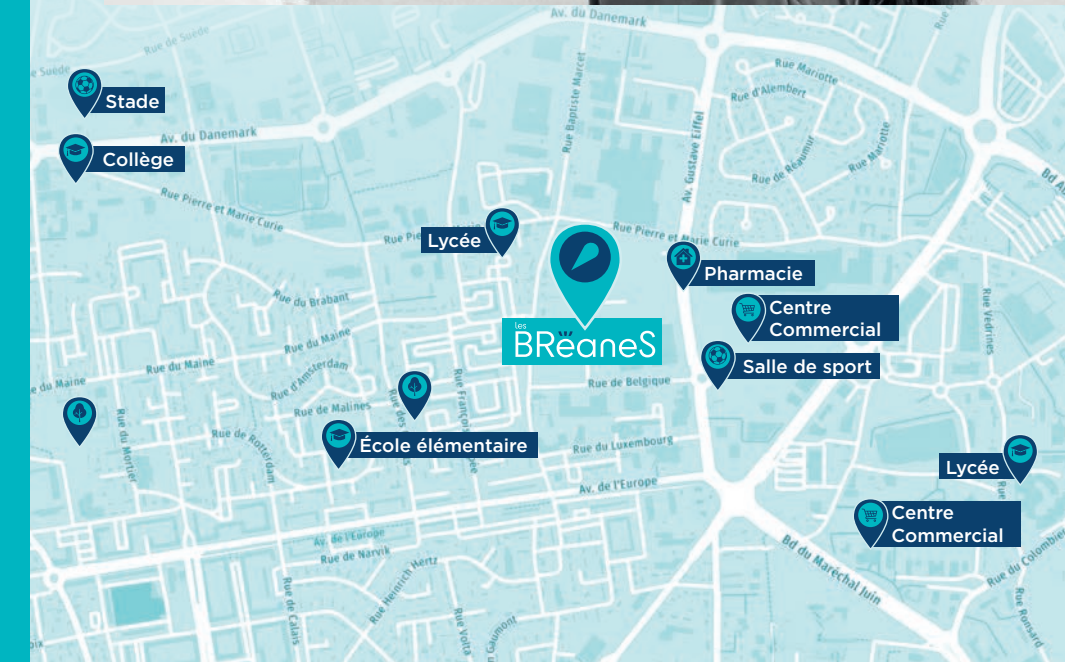 Av. du Danemark
Rue de Suède
e Suède
Stade
Rue Mariotte
Rue d'Alembert
Rue Baptiste Marcet
Av. Gustave Eiffel
Av. du Danemark
Collège
Rue de Réaumur
Rue Mariotte
Rue Pierre et Marie Curie
Lycée
Rue Pierre et Marie Curie
Pharmacie
Rue du Brabant
Centre
Commercial
Rue Védrines
les
BRëaneS
Rue du Maine
Rue du Maine
Salle de sport
e du Maine
Rue d'Amsterdam
Rue de Belgique
Rue de Malines
Rue du Mortier
Rue de Rotterdam
École élémentaire
Rue du Luxembourg
Lycée
Av. de l'Europe
Centre
Commercial
Av. de l'Europe
Rue de Narvik
Bd du Maréchal Juin
Rue du Colombier
Rue Heinrich Hertz
Rue de Calais
Rue Volta
Gaumont
Rue Ronsard